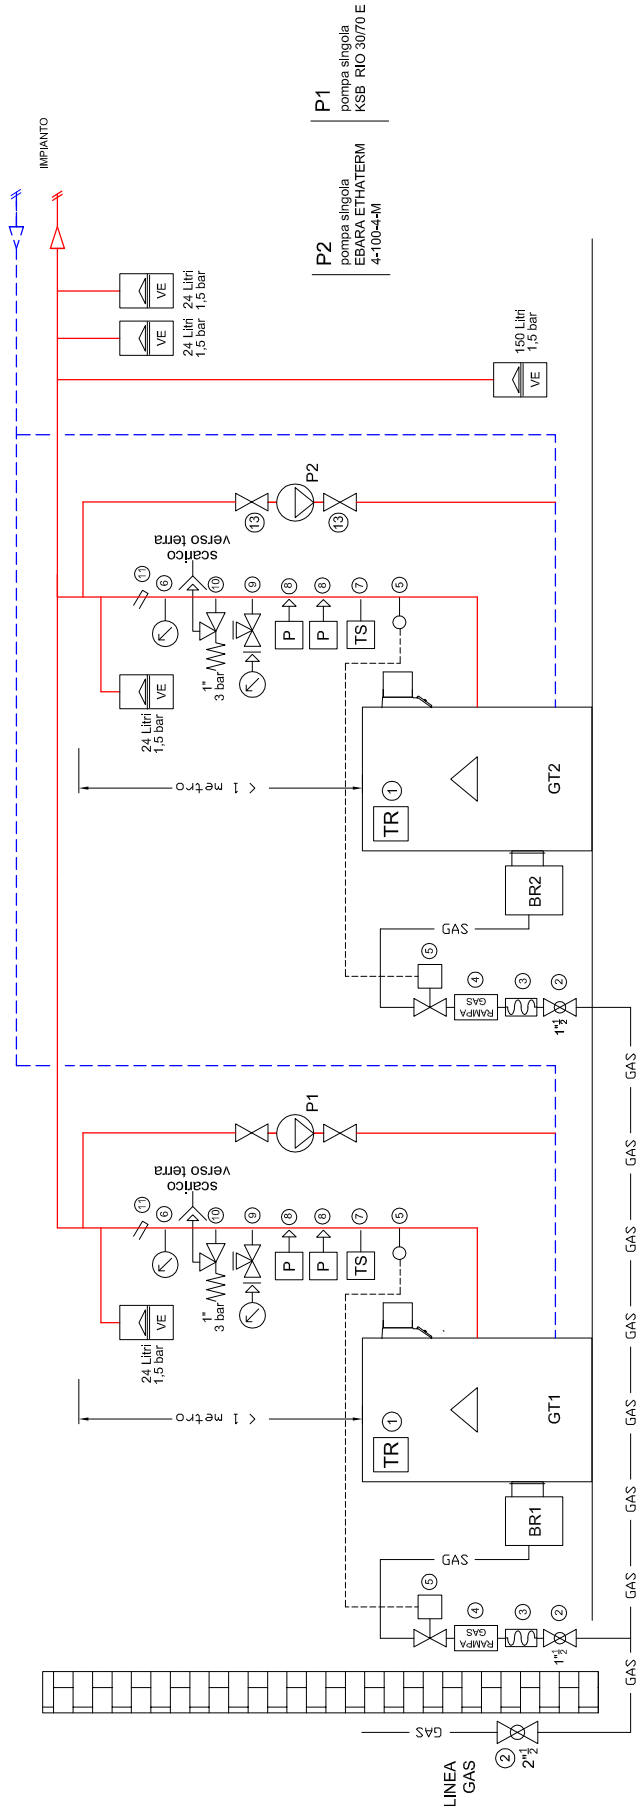 IMPIANTO
P1
pompa singola
KSB RIO 30/70 E
P2
pompa singola
EBARA ETHATERM
4-100-4-M
VE
24 Litri
1,5 bar
VE
24 Litri
1,5 bar
VE
150 Litri
1,5 bar
P2
13
13
scarico
verso terra
11
6
10
9
8
8
7
5
1"
3 bar
P
P
TS
VE
24 Litri
1,5 bar
< 1 metro
TR
1
GT2
BR2
GAS
5
4
RAMPA
GAS
3
2
1"½
GAS
GAS
P1
scarico
verso terra
11
6
10
9
8
8
7
5
1"
3 bar
P
P
TS
VE
24 Litri
1,5 bar
< 1 metro
TR
1
GT1
BR1
GAS
5
4
RAMPA
GAS
3
2
1"½
GAS
GAS
GAS
GAS
GAS
GAS
GAS
2
2"½
LINEA
GAS